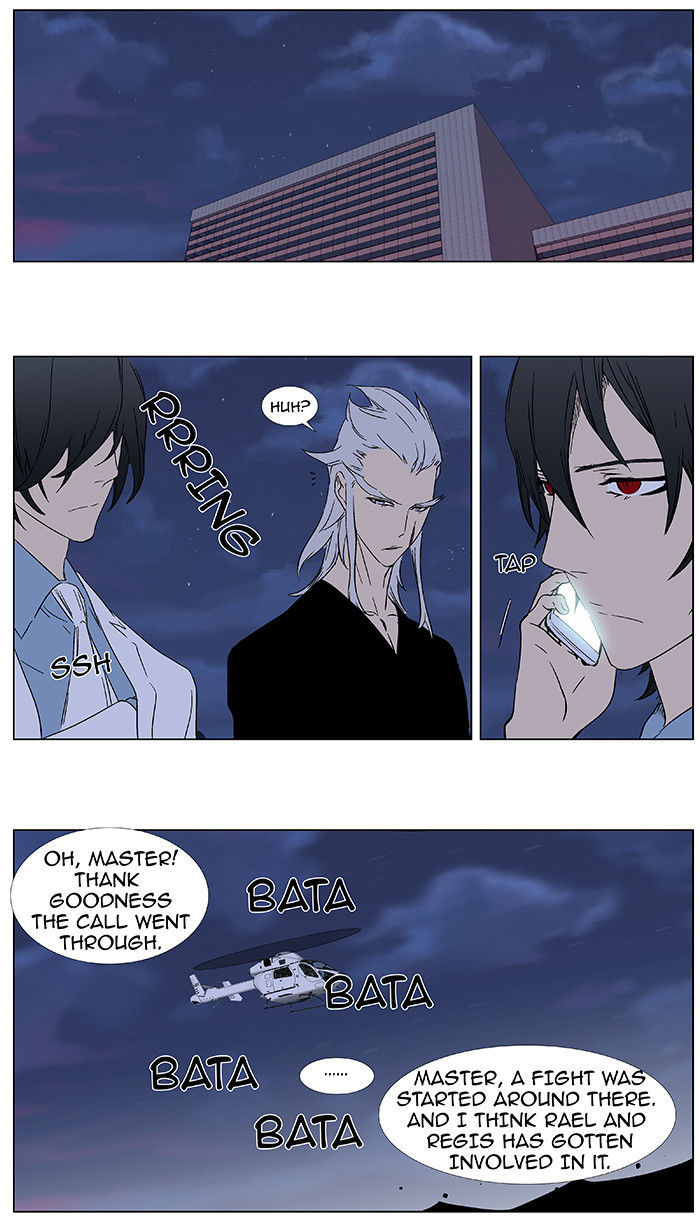 RRRING
HUH?
SSH
TAP
OH, MASTER!
THANK
GOODNESS
THE CALL WENT
THROUGH.
BATA
BATA
BATA
......
BATA
MASTER, A FIGHT WAS
STARTED AROUND THERE.
AND I THINK RAEL AND
REGIS HAS GOTTEN
INVOLVED IN IT.